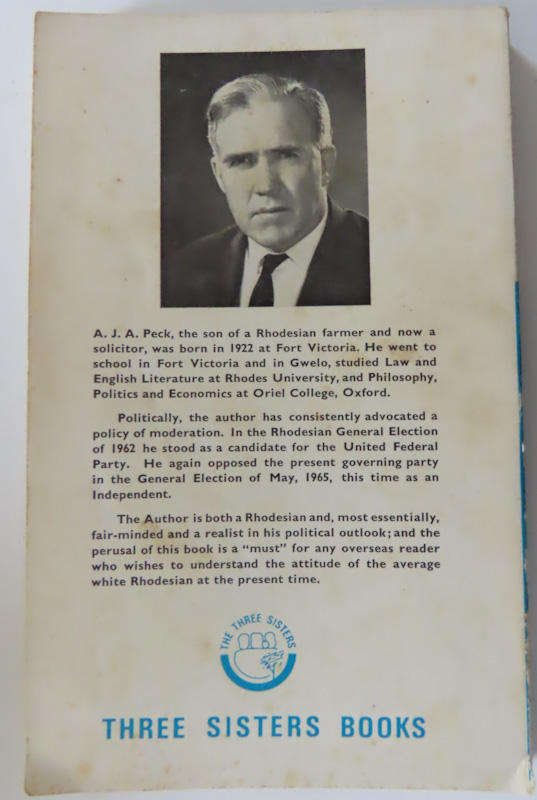 A. J. A. Peck, the son of a Rhodesian farmer and now a
solicitor, was born in 1922 at Fort Victoria. He went to
school in Fort Victoria and in Gwelo, studied Law and
English Literature at Rhodes University, and Philosophy,
Politics and Economics at Oriel College, Oxford.
Politically, the author has consistently advocated a
policy of moderation. In the Rhodesian General Election
of 1962 he stood as a candidate for the United Federal
Party. He again opposed the present governing party
in the General Election of May, 1965, this time as an
Independent.
The Author is both a Rhodesian and, most essentially,
fair-minded and a realist in his political outlook; and the
perusal of this book is a “must” for any overseas reader
who wishes to understand the attitude of the average
white Rhodesian at the present time.
THE THREE SISTERS
THREE SISTERS BOOKS